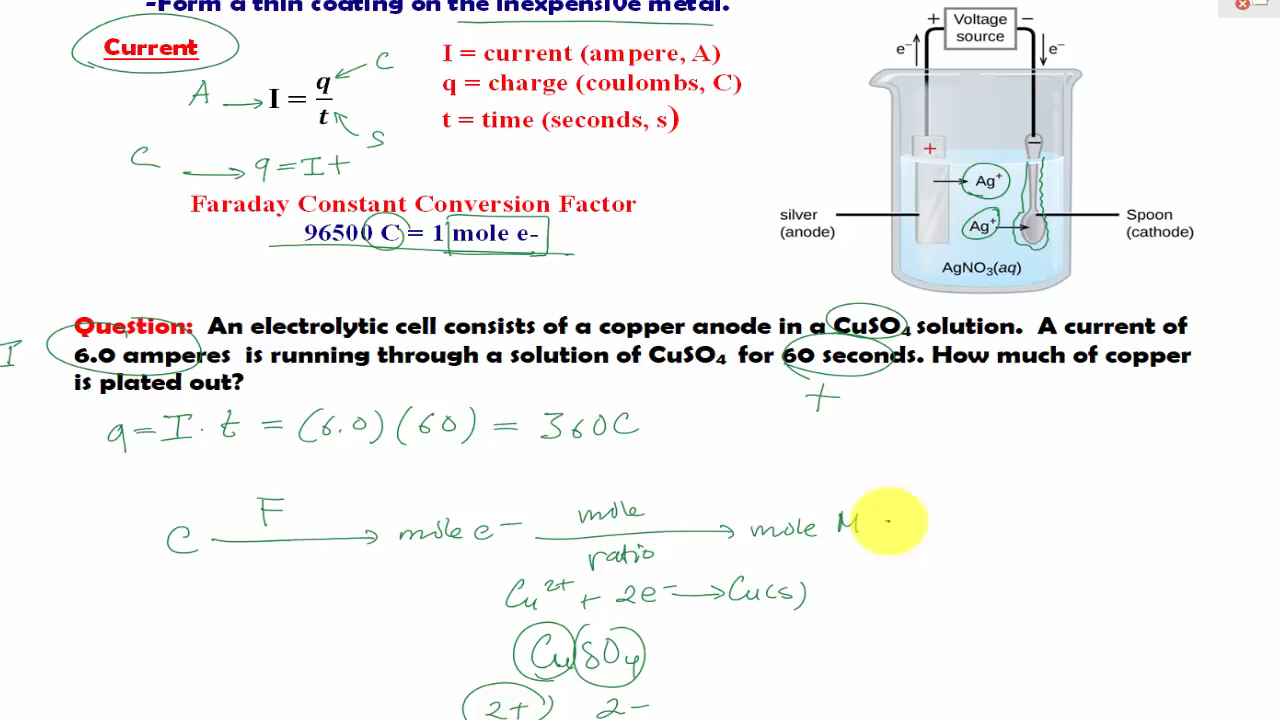 -Form a thin coating on the inexpensive metal.
Current
A → I = q/t
C
s
I = current (ampere, A)
q = charge (coulombs, C)
t = time (seconds, s)
C → q = It
Faraday Constant Conversion Factor
96500 C = 1 mole e-
+ Voltage source −
e⁻ e⁻
+ −
Ag⁺
Ag⁺
silver (anode)
Spoon (cathode)
AgNO₃(aq)
Question: An electrolytic cell consists of a copper anode in a CuSO₄ solution. A current of
6.0 amperes is running through a solution of CuSO₄ for 60 seconds. How much of copper
is plated out?
I
t
q = I · t = (6.0)(60) = 360C
C F→ mole e− mole ratio→ mole M
Cu²⁺ + 2e⁻ → Cu(s)
CuSO₄
2+ 2−